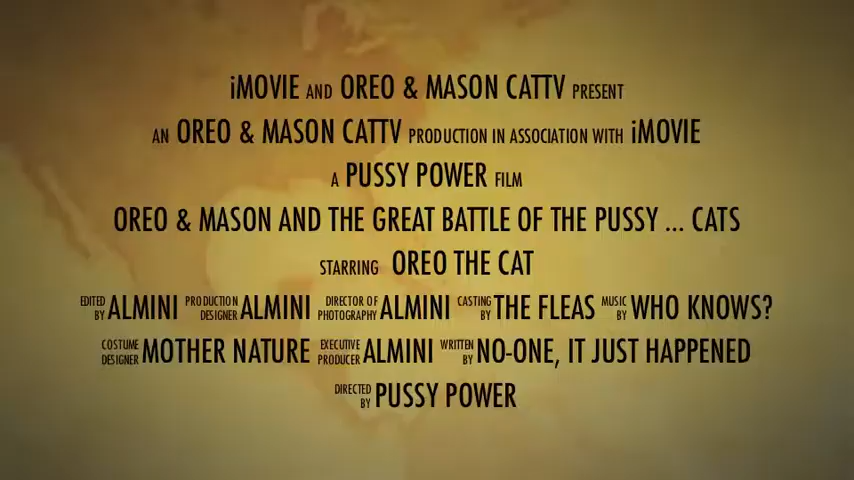 iMOVIE AND OREO & MASON CATTV PRESENT
AN OREO & MASON CATTV PRODUCTION IN ASSOCIATION WITH iMOVIE
A PUSSY POWER FILM
OREO & MASON AND THE GREAT BATTLE OF THE PUSSY ... CATS
STARRING OREO THE CAT
EDITED BY ALMINI PRODUCTION DESIGNER ALMINI DIRECTOR OF PHOTOGRAPHY ALMINI CASTING BY THE FLEAS MUSIC BY WHO KNOWS?
COSTUME DESIGNER MOTHER NATURE EXECUTIVE PRODUCER ALMINI WRITTEN BY NO-ONE, IT JUST HAPPENED
DIRECTED BY PUSSY POWER